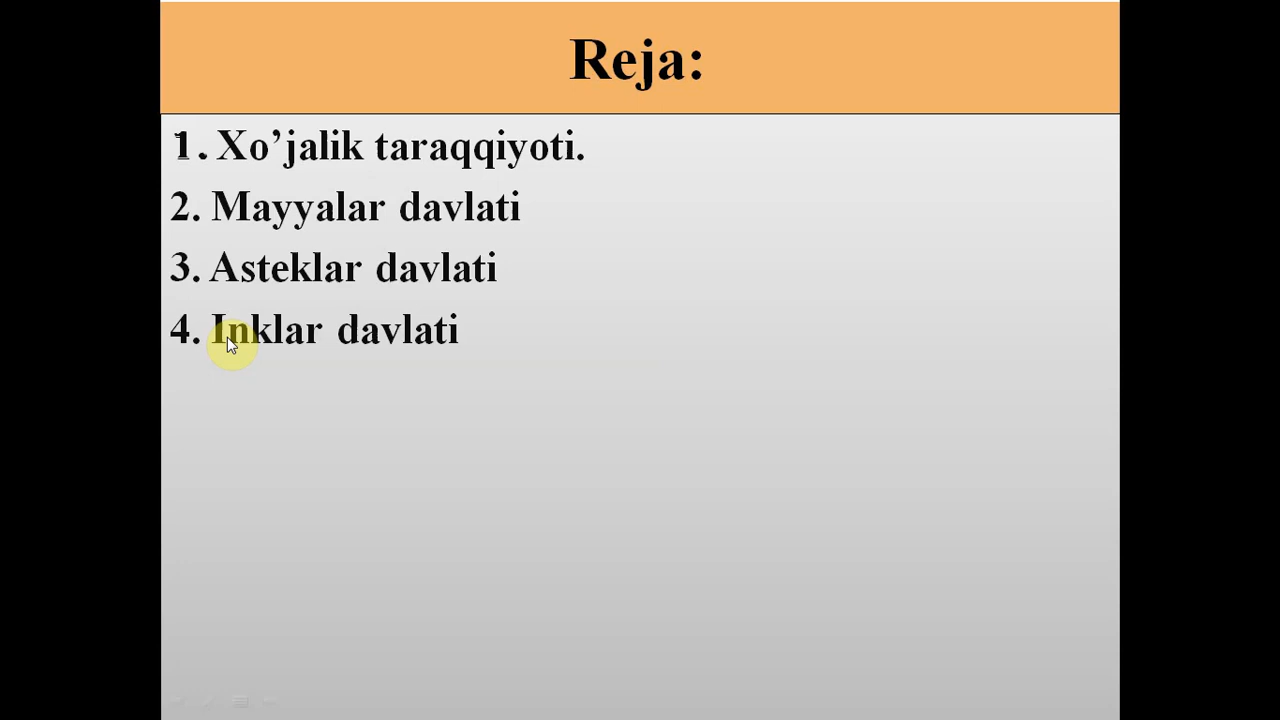 Reja:
1. Xo’jalik taraqqiyoti.
2. Mayyalar davlati
3. Asteklar davlati
4. Inklar davlati